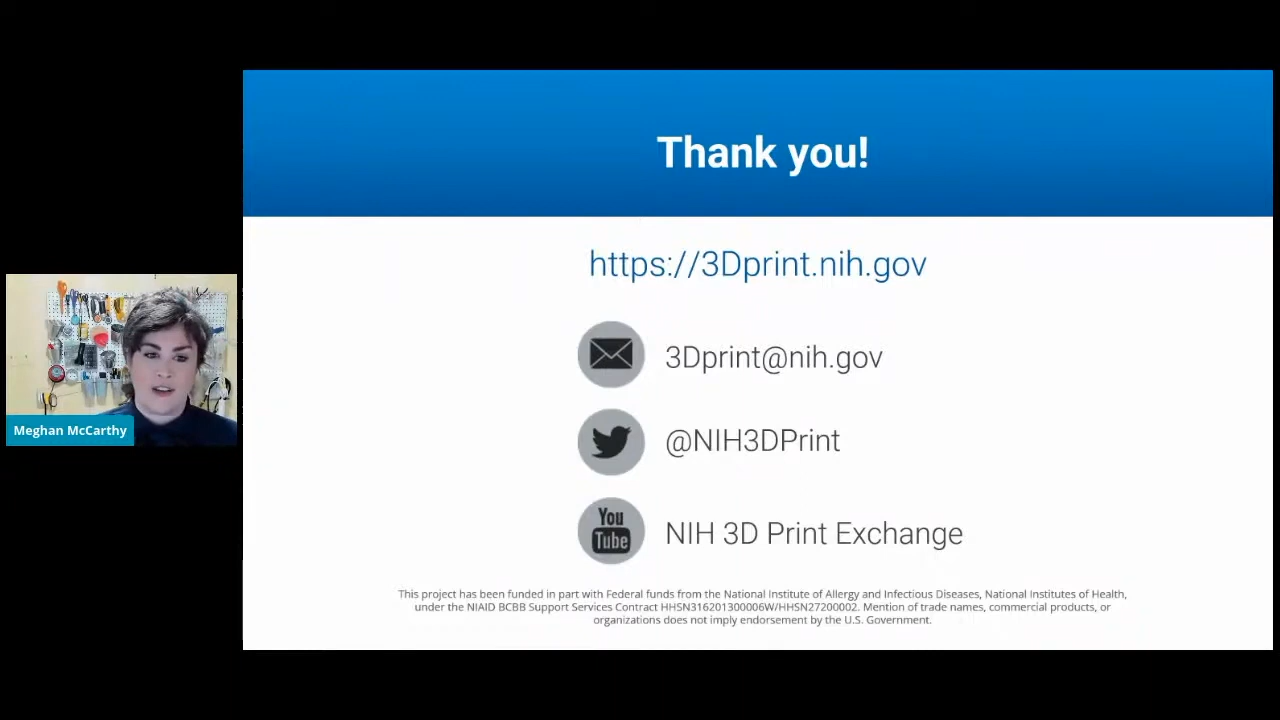 Thank you!
https://3Dprint.nih.gov
3Dprint@nih.gov
@NIH3DPrint
You
Tube
NIH 3D Print Exchange
Meghan McCarthy
This project has been funded in part with Federal funds from the National Institute of Allergy and Infectious Diseases, National Institutes of Health,
under the NIAID BCBB Support Services Contract HHSN316201300006W/HHSN27200002. Mention of trade names, commercial products, or
organizations does not imply endorsement by the U.S. Government.